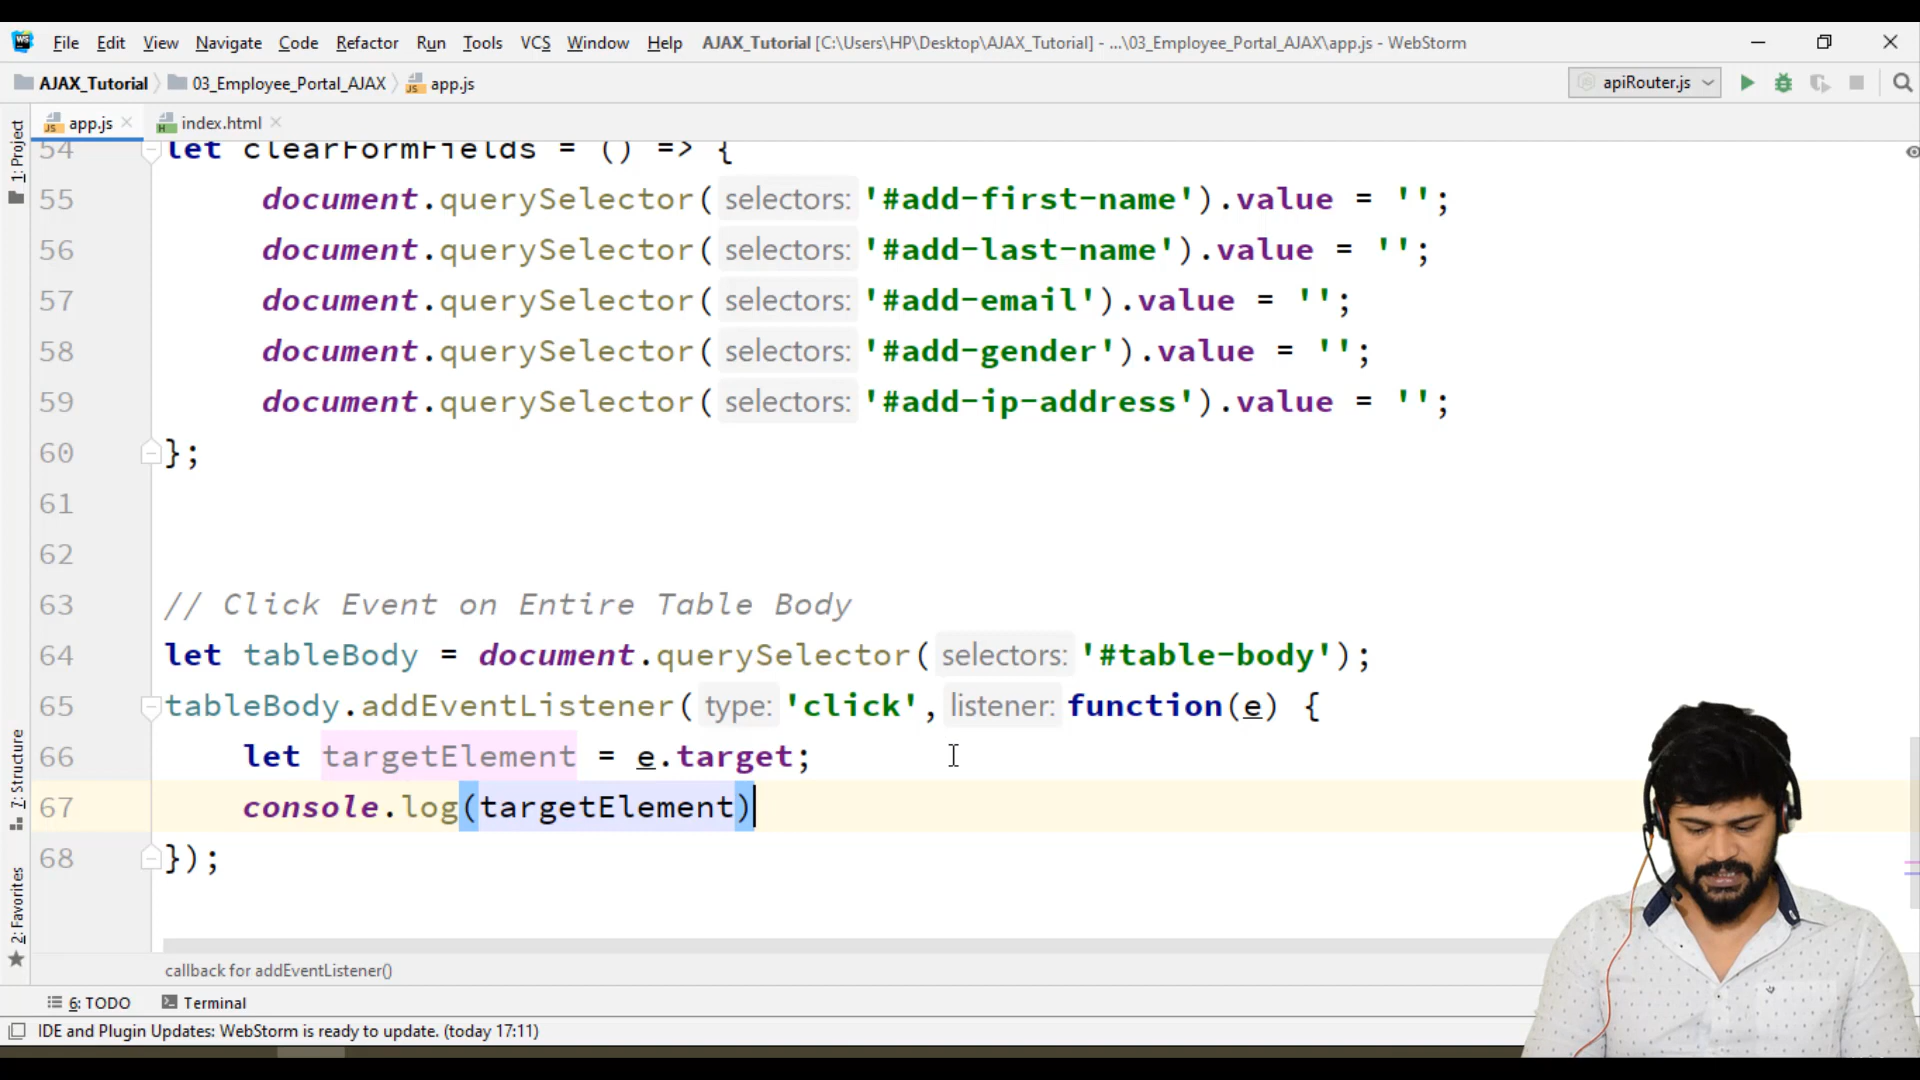 WS File Edit View Navigate Code Refactor Run Tools VCS Window Help AJAX_Tutorial [C:\Users\HP\Desktop\AJAX_Tutorial] - ...\03_Employee_Portal_AJAX\app.js - WebStorm
AJAX_Tutorial 03_Employee_Portal_AJAX JS app.js apiRouter.js
JS app.js H index.html
1: Project
7: Structure
2: Favorites
54 let clearFormFields = () => {
55 document.querySelector( selectors: '#add-first-name').value = '';
56 document.querySelector( selectors: '#add-last-name').value = '';
57 document.querySelector( selectors: '#add-email').value = '';
58 document.querySelector( selectors: '#add-gender').value = '';
59 document.querySelector( selectors: '#add-ip-address').value = '';
60 };
61
62
63 // Click Event on Entire Table Body
64 let tableBody = document.querySelector( selectors: '#table-body');
65 tableBody.addEventListener( type: 'click', listener: function(e) {
66 let targetElement = e.target;
67 console.log(targetElement)
68 });
callback for addEventListener()
6: TODO Terminal
IDE and Plugin Updates: WebStorm is ready to update. (today 17:11)